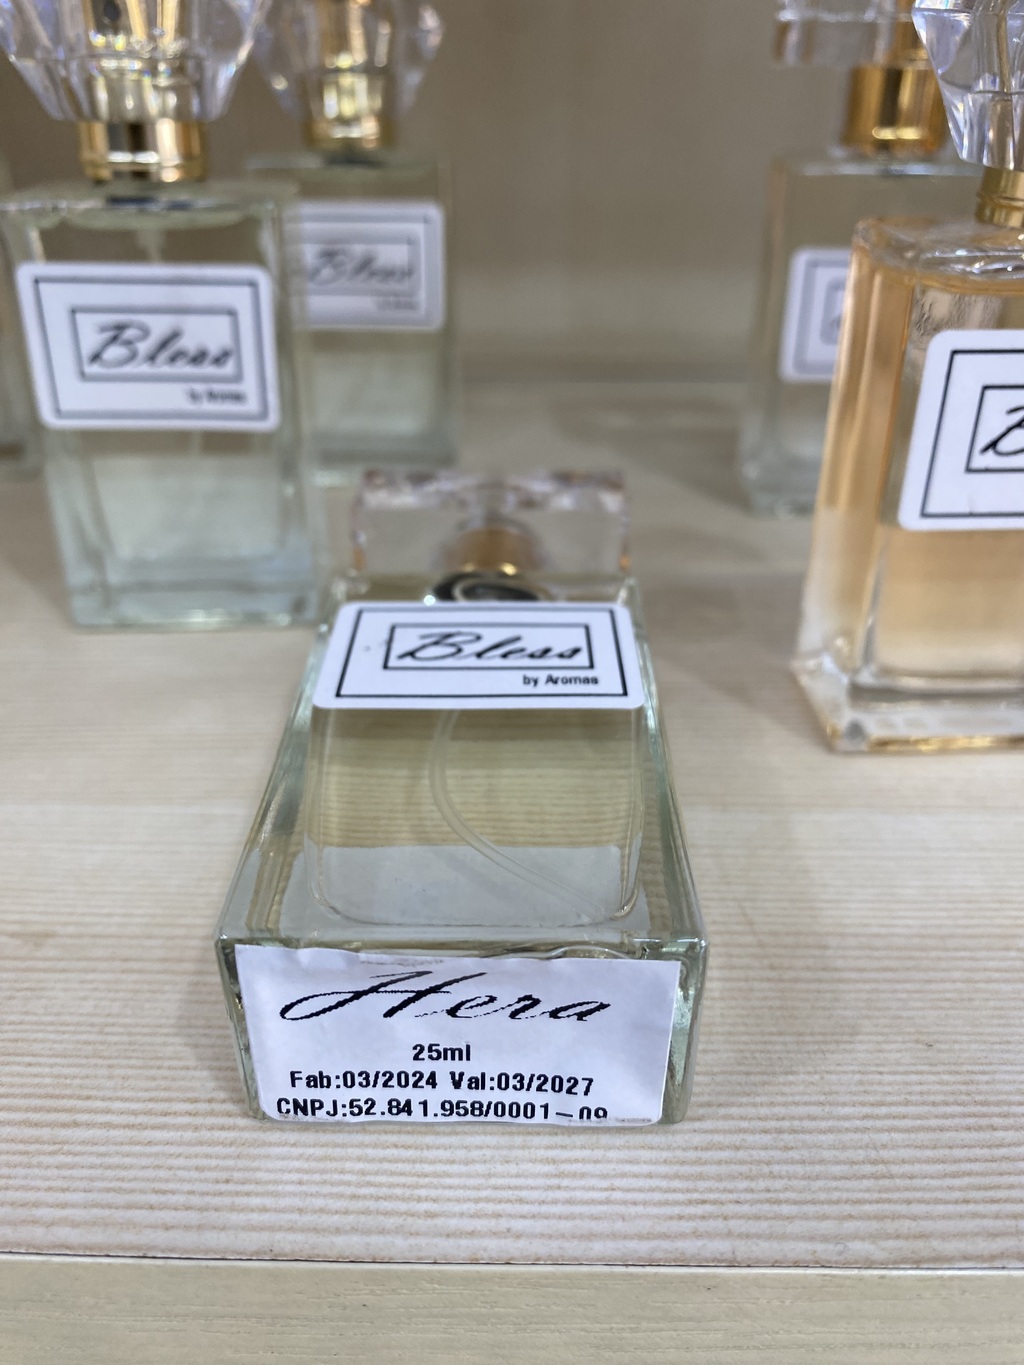 Bless
by Aromas
Bless
Bless
by Aromas
Hera
25ml
Fab:03/2024 Val:03/2027
CNPJ:52.841.958/0001-09